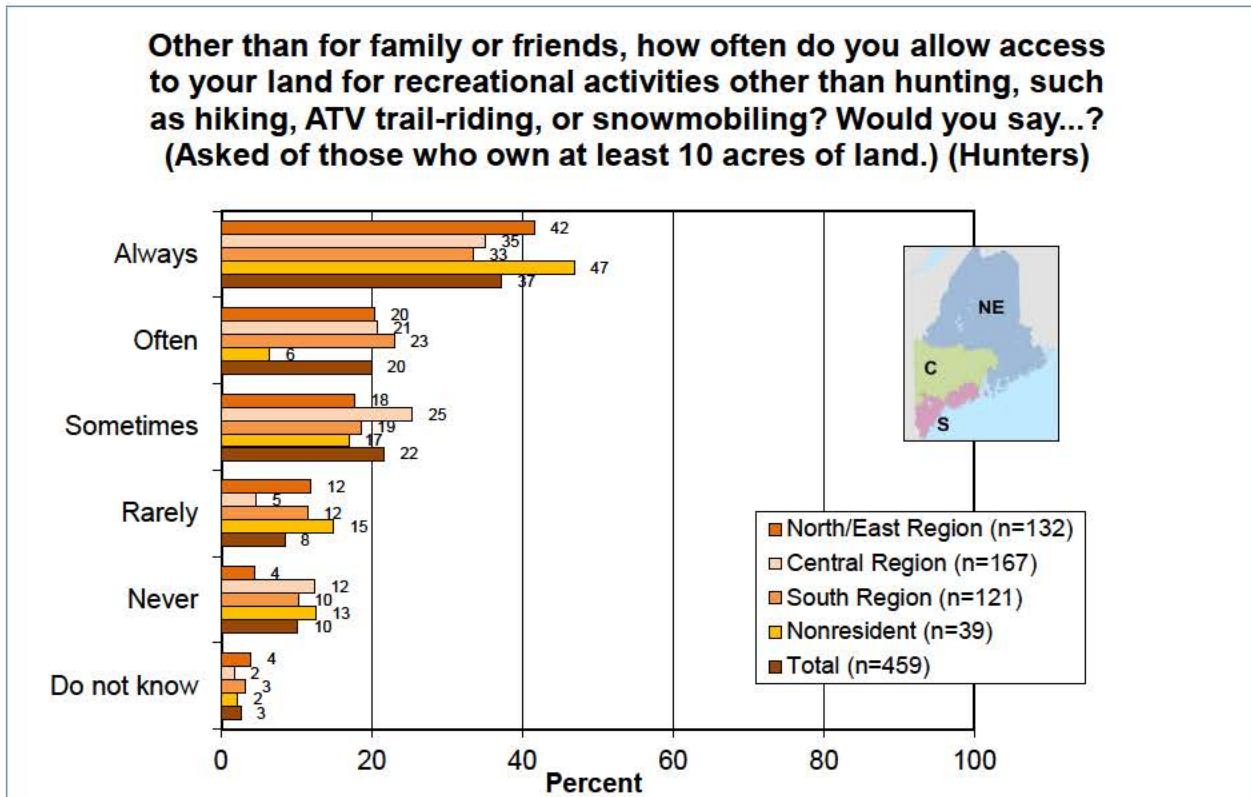 Other than for family or friends, how often do you allow access
to your land for recreational activities other than hunting, such
as hiking, ATV trail-riding, or snowmobiling? Would you say...?
(Asked of those who own at least 10 acres of land.) (Hunters)
Always
42
35
33
47
37
Often
20
21
23
6
20
Sometimes
18
25
19
17
22
Rarely
12
5
12
15
8
Never
4
12
10
13
10
Do not know
4
2
3
2
3
NE
C
S
North/East Region (n=132)
Central Region (n=167)
South Region (n=121)
Nonresident (n=39)
Total (n=459)
0 20 40 60 80 100
Percent